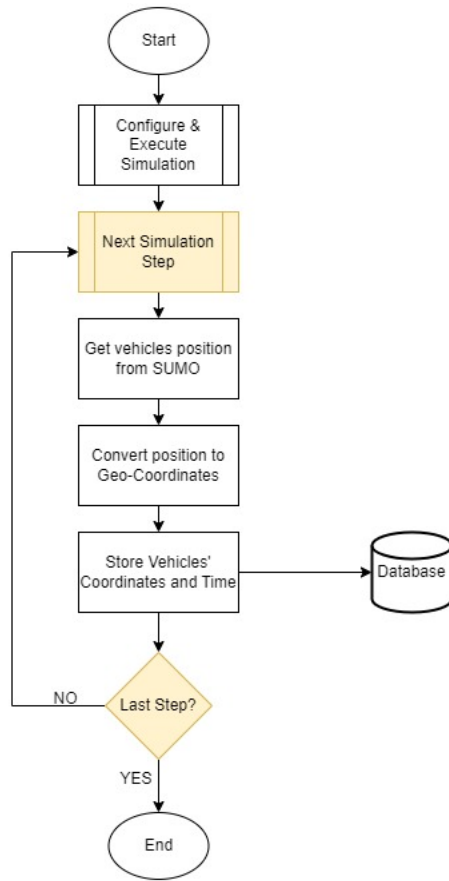 Start
Configure &
Execute
Simulation
Next Simulation
Step
Get vehicles position
from SUMO
Convert position to
Geo-Coordinates
Store Vehicles'
Coordinates and Time
Database
Last Step?
NO
YES
End